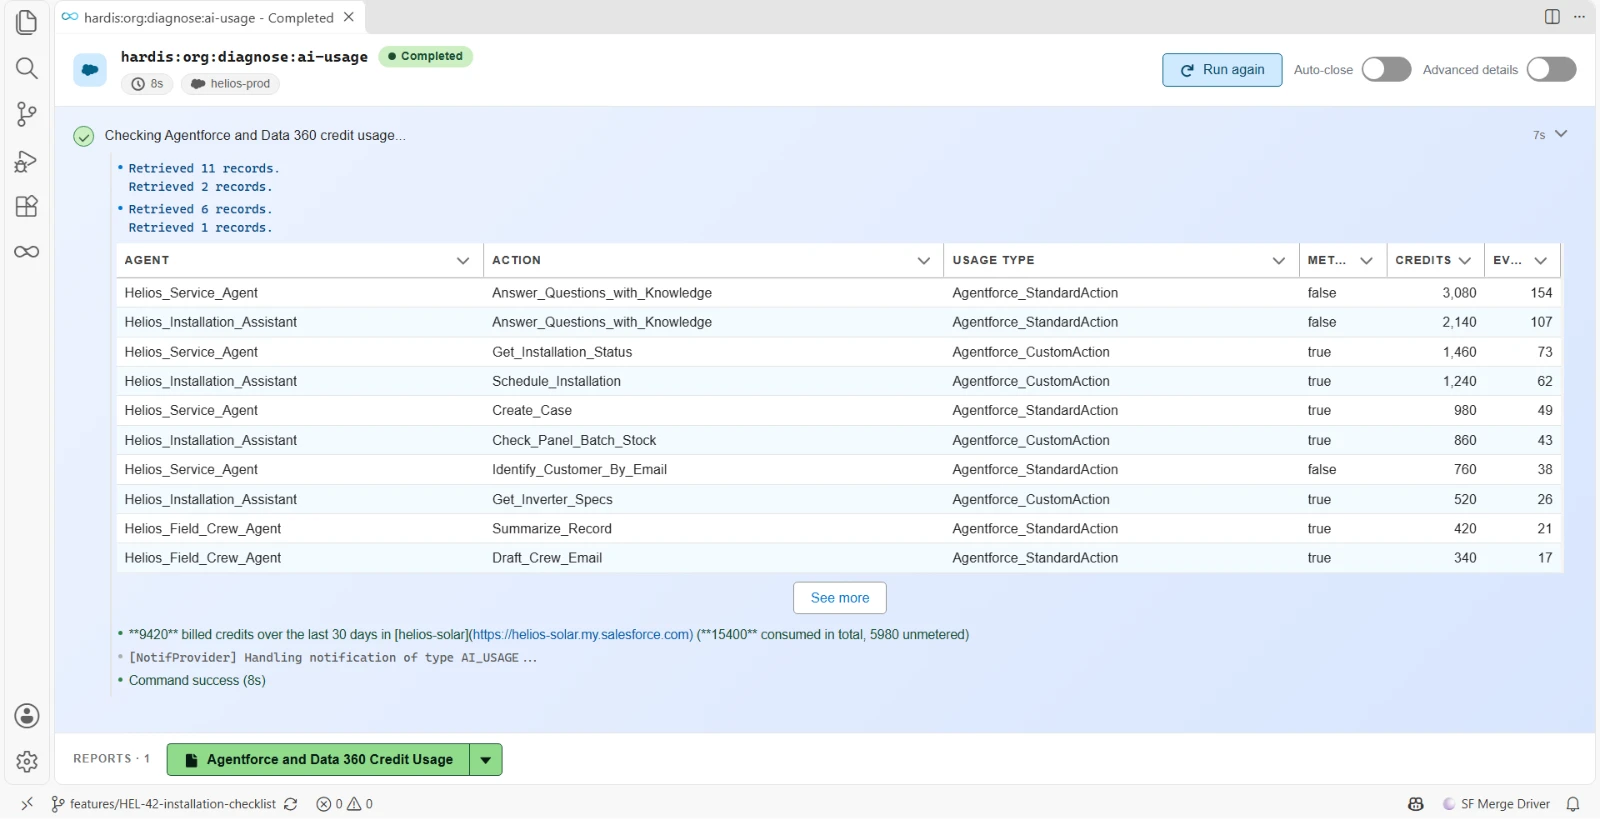 hardis:org:diagnose:ai-usage - Completed
hardis:org:diagnose:ai-usage
Completed
8s
helios-prod
Run again
Auto-close
Advanced details
Checking Agentforce and Data 360 credit usage...
7s
Retrieved 11 records.
Retrieved 2 records.
Retrieved 6 records.
Retrieved 1 records.
AGENT ACTION USAGE TYPE MET... CREDITS EV...
Helios_Service_Agent Answer_Questions_with_Knowledge Agentforce_StandardAction false 3,080 154
Helios_Installation_Assistant Answer_Questions_with_Knowledge Agentforce_StandardAction false 2,140 107
Helios_Service_Agent Get_Installation_Status Agentforce_CustomAction true 1,460 73
Helios_Installation_Assistant Schedule_Installation Agentforce_CustomAction true 1,240 62
Helios_Service_Agent Create_Case Agentforce_StandardAction true 980 49
Helios_Installation_Assistant Check_Panel_Batch_Stock Agentforce_CustomAction true 860 43
Helios_Service_Agent Identify_Customer_By_Email Agentforce_StandardAction false 760 38
Helios_Installation_Assistant Get_Inverter_Specs Agentforce_CustomAction true 520 26
Helios_Field_Crew_Agent Summarize_Record Agentforce_StandardAction true 420 21
Helios_Field_Crew_Agent Draft_Crew_Email Agentforce_StandardAction true 340 17
See more
**9420** billed credits over the last 30 days in [helios-solar](https://helios-solar.my.salesforce.com) (**15400** consumed in total, 5980 unmetered)
[NotifProvider] Handling notification of type AI_USAGE...
Command success (8s)
REPORTS · 1
Agentforce and Data 360 Credit Usage
features/HEL-42-installation-checklist
0
0
SF Merge Driver